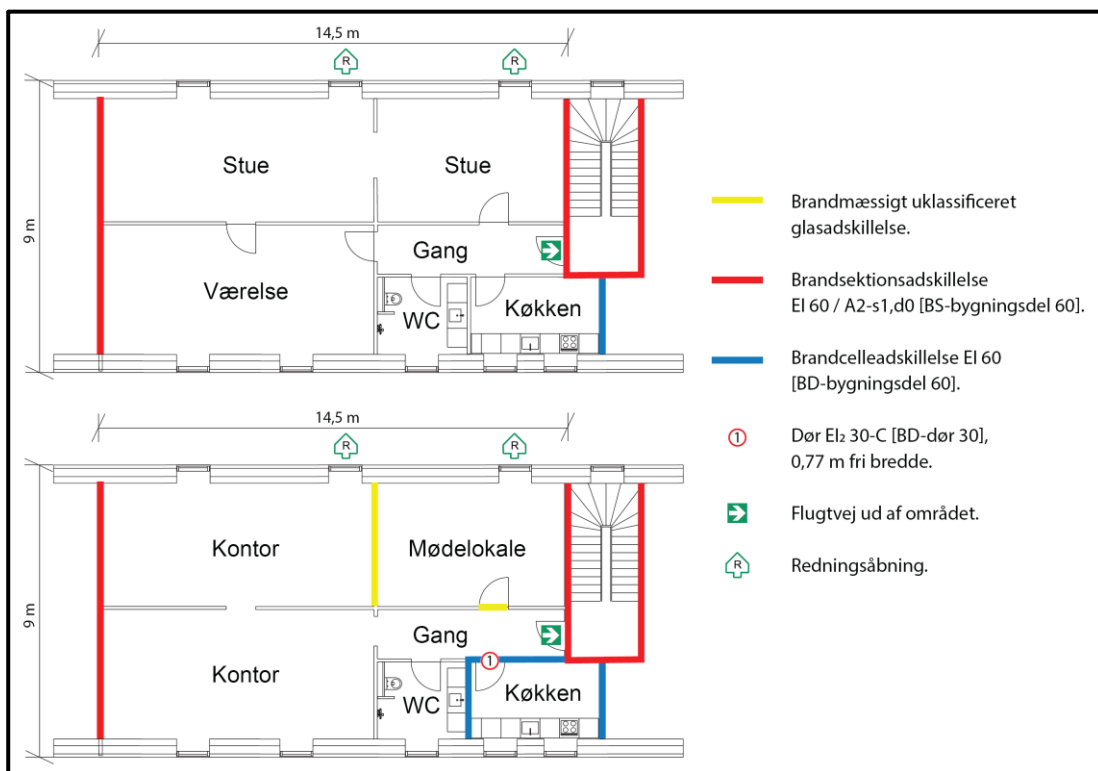 14,5 m
R
R
9 m
Stue
Stue
Gang
Værelse
WC
Køkken
14,5 m
R
R
9 m
Kontor
Mødelokale
Gang
1
Kontor
WC
Køkken
Brandmæssigt uklassificeret
glasadskillelse.
Brandsektionsadskillelse
EI 60 / A2-s1,d0 [BS-bygningsdel 60].
Brandcelleadskillelse EI 60
[BD-bygningsdel 60].
1 Dør EI₂ 30-C [BD-dør 30],
0,77 m fri bredde.
Flugtvej ud af området.
R Redningsåbning.